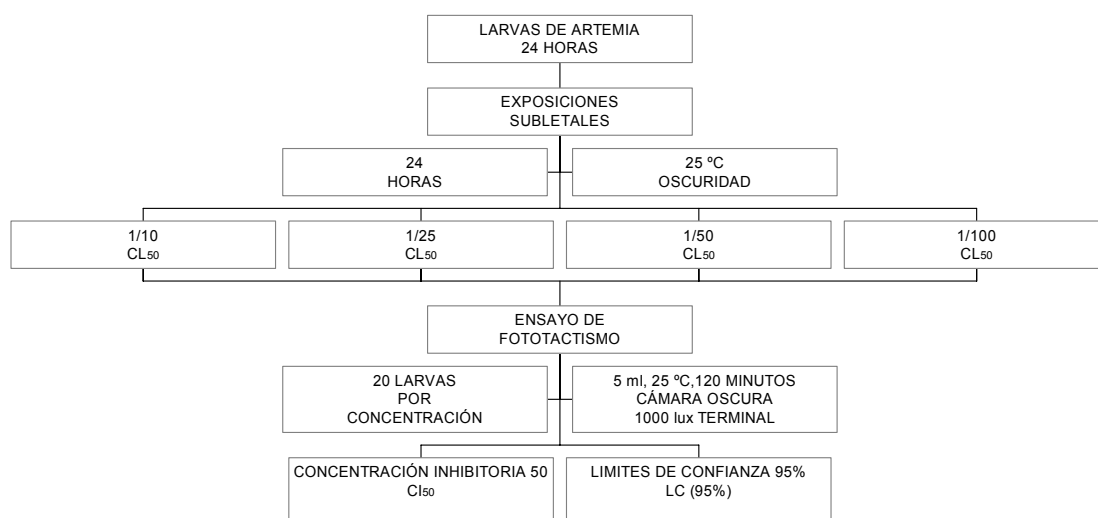 LARVAS DE ARTEMIA
24 HORAS
EXPOSICIONES
SUBLETALES
24
HORAS
25 ºC
OSCURIDAD
1/10
CL50
1/25
CL50
1/50
CL50
1/100
CL50
ENSAYO DE
FOTOTACTISMO
20 LARVAS
POR
CONCENTRACIÓN
5 ml, 25 ºC,120 MINUTOS
CÁMARA OSCURA
1000 lux TERMINAL
CONCENTRACIÓN INHIBITORIA 50
CI50
LIMITES DE CONFIANZA 95%
LC (95%)